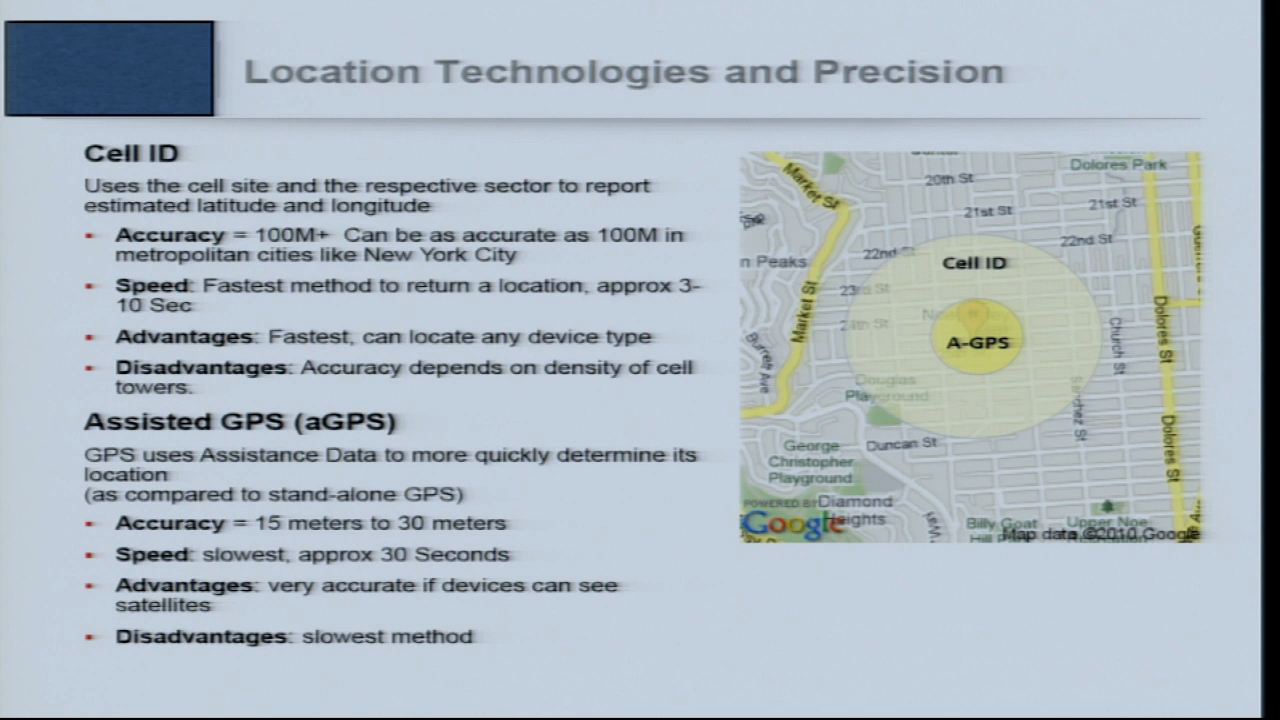 Location Technologies and Precision
Cell ID
Uses the cell site and the respective sector to report
estimated latitude and longitude
▪ Accuracy = 100M+ Can be as accurate as 100M in
metropolitan cities like New York City
▪ Speed: Fastest method to return a location, approx 3-
10 Sec
▪ Advantages: Fastest, can locate any device type
▪ Disadvantages: Accuracy depends on density of cell
towers.
Assisted GPS (aGPS)
GPS uses Assistance Data to more quickly determine its
location
(as compared to stand-alone GPS)
▪ Accuracy = 15 meters to 30 meters
▪ Speed: slowest, approx 30 Seconds
▪ Advantages: very accurate if devices can see
satellites
▪ Disadvantages: slowest method
Market St
Dolores Park
20th St
21st St
21st St
22nd St
22nd St
n Peaks
Cell ID
23rd St
24th St
Market St
A-GPS
Church St
Dolores St
Burnett Ave
Douglas
Playground
Sanchez St
Duncan St
Dolores St
George
Christopher
Playground
Diamond
Heights
POWERED BY
Google
Billy Goat
Upper Noe
Map data ©2010 Google